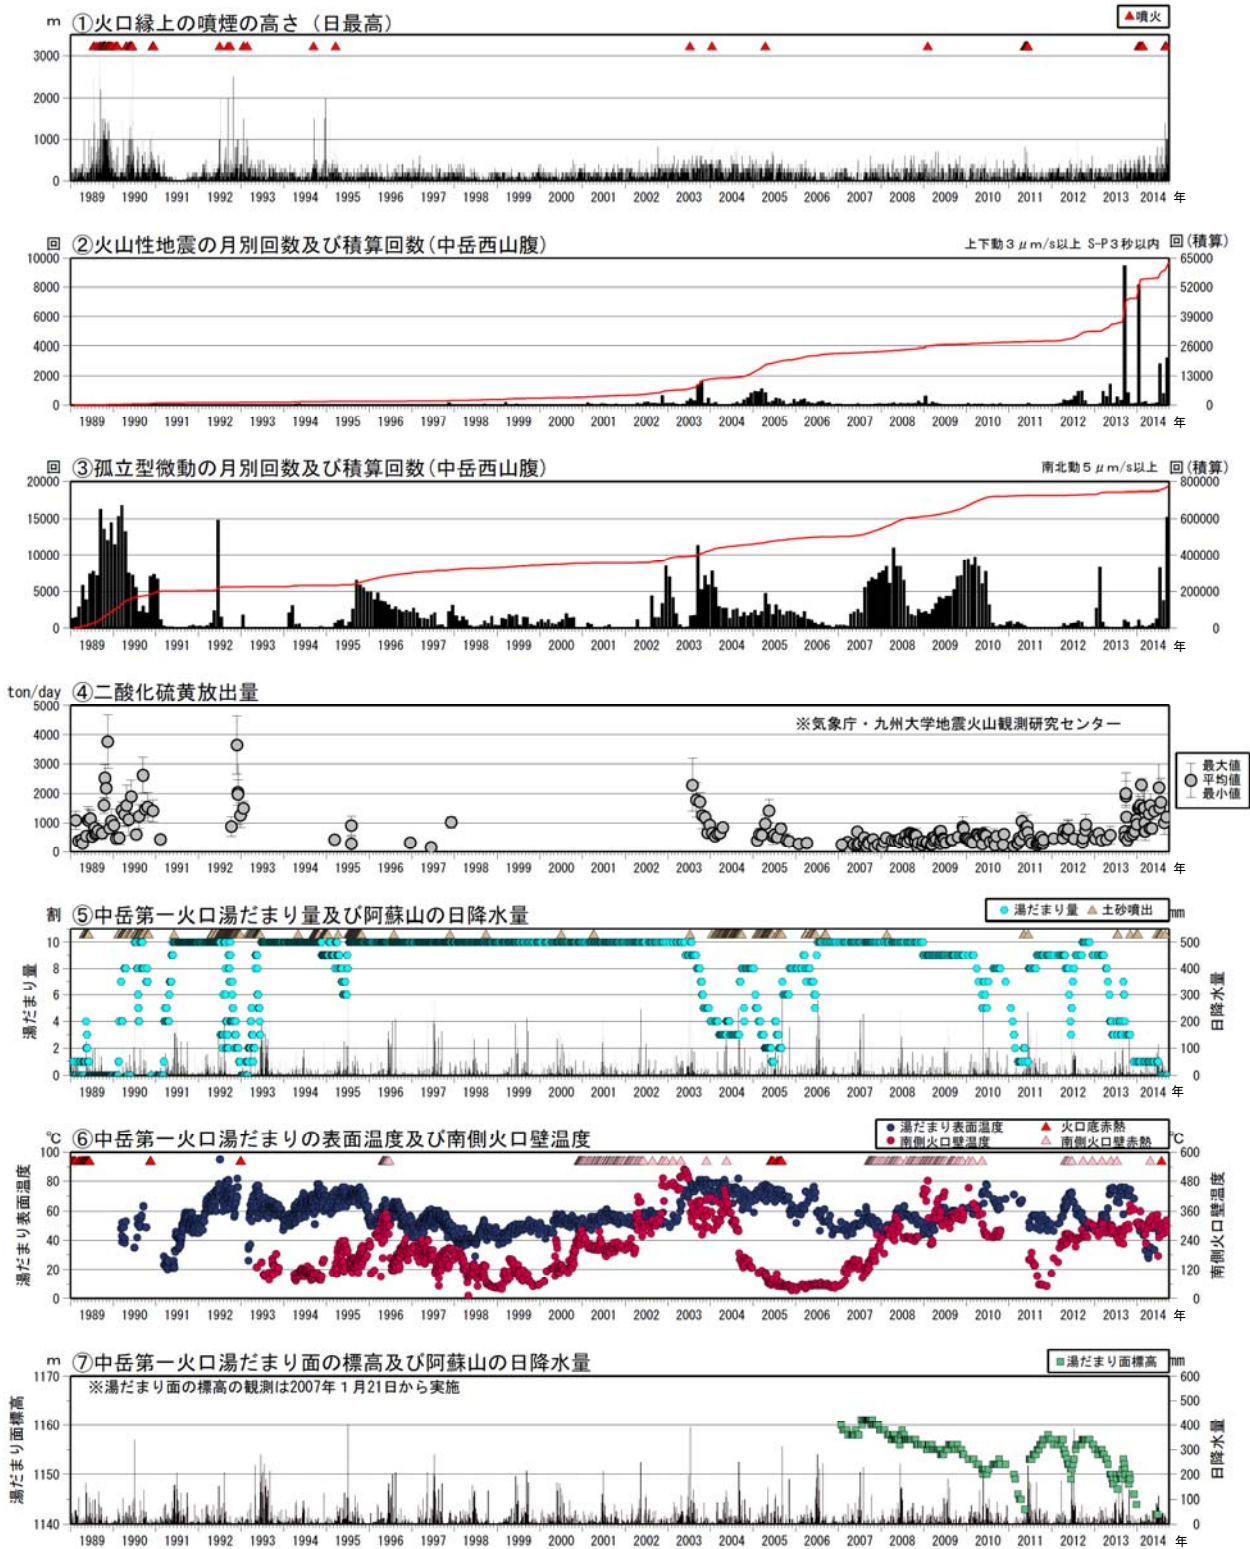 m ①火口縁上の噴煙の高さ（日最高） ▲噴火
3000
2000
1000
0
1989 1990 1991 1992 1993 1994 1995 1996 1997 1998 1999 2000 2001 2002 2003 2004 2005 2006 2007 2008 2009 2010 2011 2012 2013 2014 年
回 ②火山性地震の月別回数及び積算回数(中岳西山腹) 上下動３μm/s以上 S-P３秒以内 回(積算)
10000 65000
8000 52000
6000 39000
4000 26000
2000 13000
0 0
1989 1990 1991 1992 1993 1994 1995 1996 1997 1998 1999 2000 2001 2002 2003 2004 2005 2006 2007 2008 2009 2010 2011 2012 2013 2014 年
回 ③孤立型微動の月別回数及び積算回数(中岳西山腹) 南北動５μm/s以上 回(積算)
20000 800000
15000 600000
10000 400000
5000 200000
0 0
1989 1990 1991 1992 1993 1994 1995 1996 1997 1998 1999 2000 2001 2002 2003 2004 2005 2006 2007 2008 2009 2010 2011 2012 2013 2014 年
ton/day ④二酸化硫黄放出量
5000
※気象庁・九州大学地震火山観測研究センター
4000
3000 最大値
平均値
最小値
2000
1000
0
1989 1990 1991 1992 1993 1994 1995 1996 1997 1998 1999 2000 2001 2002 2003 2004 2005 2006 2007 2008 2009 2010 2011 2012 2013 2014 年
割 ⑤中岳第一火口湯だまり量及び阿蘇山の日降水量 湯だまり量 土砂噴出 mm
10 500
8 400
6 300
4 200
2 100
0 0
湯だまり量
日降水量
1989 1990 1991 1992 1993 1994 1995 1996 1997 1998 1999 2000 2001 2002 2003 2004 2005 2006 2007 2008 2009 2010 2011 2012 2013 2014 年
℃ ⑥中岳第一火口湯だまりの表面温度及び南側火口壁温度 ℃
● 湯だまり表面温度 ▲ 火口底赤熱
● 南側火口壁温度 △ 南側火口壁赤熱
100 600
80 480
60 360
40 240
20 120
0 0
湯だまり表面温度
南側火口壁温度
1989 1990 1991 1992 1993 1994 1995 1996 1997 1998 1999 2000 2001 2002 2003 2004 2005 2006 2007 2008 2009 2010 2011 2012 2013 2014 年
m ⑦中岳第一火口湯だまり面の標高及び阿蘇山の日降水量 ■湯だまり面標高 mm
※湯だまり面の標高の観測は2007年１月21日から実施
1170 600
500
1160 400
300
1150 200
100
1140 0
湯だまり面標高
日降水量
1989 1990 1991 1992 1993 1994 1995 1996 1997 1998 1999 2000 2001 2002 2003 2004 2005 2006 2007 2008 2009 2010 2011 2012 2013 2014 年